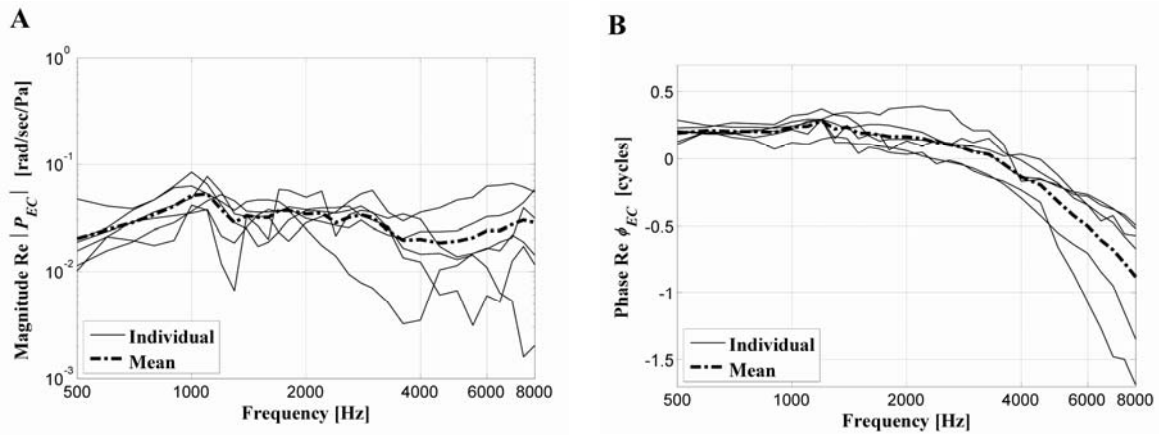 A
Magnitude Re |P_EC| [rad/sec/Pa]
10^0
10^-1
10^-2
10^-3
Individual
Mean
500 1000 2000 4000 6000 8000
Frequency [Hz]
B
Phase Re ϕ_EC [cycles]
0.5
0
-0.5
-1
-1.5
Individual
Mean
500 1000 2000 4000 6000 8000
Frequency [Hz]